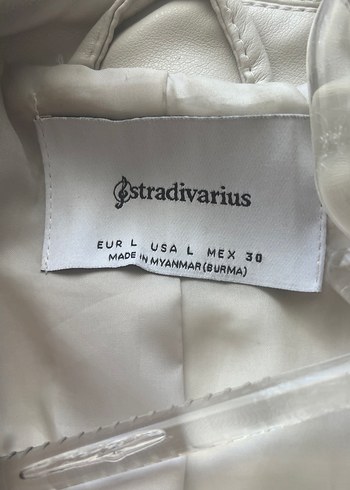 stradivarius
EUR L USA L MEX 30
MADE IN MYANMAR (BURMA)